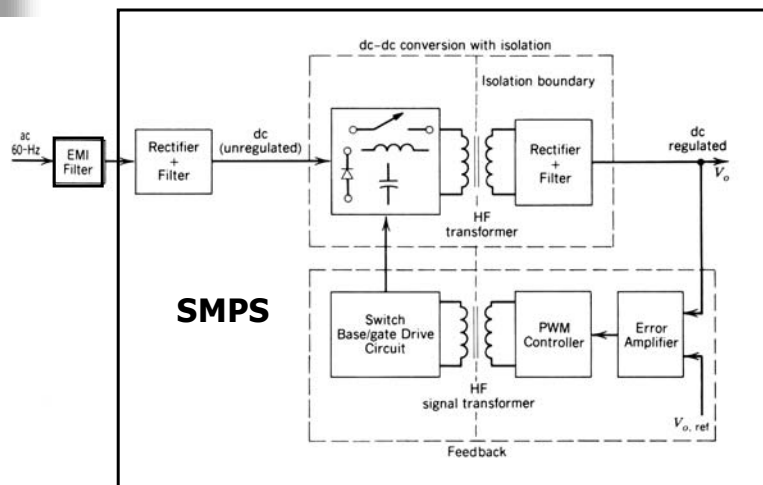 dc–dc conversion with isolation
Isolation boundary
ac
60-Hz
EMI
Filter
Rectifier
+
Filter
dc
(unregulated)
Rectifier
+
Filter
dc
regulated
V_o
HF
transformer
SMPS
Switch
Base/gate Drive
Circuit
PWM
Controller
Error
Amplifier
HF
signal transformer
V_o, ref
Feedback